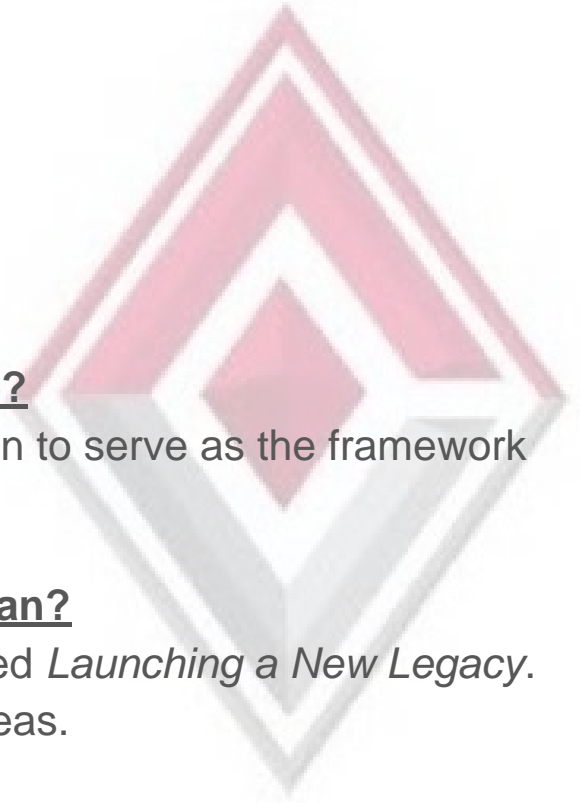 ?
n to serve as the framework
an?
ed Launching a New Legacy.
eas.